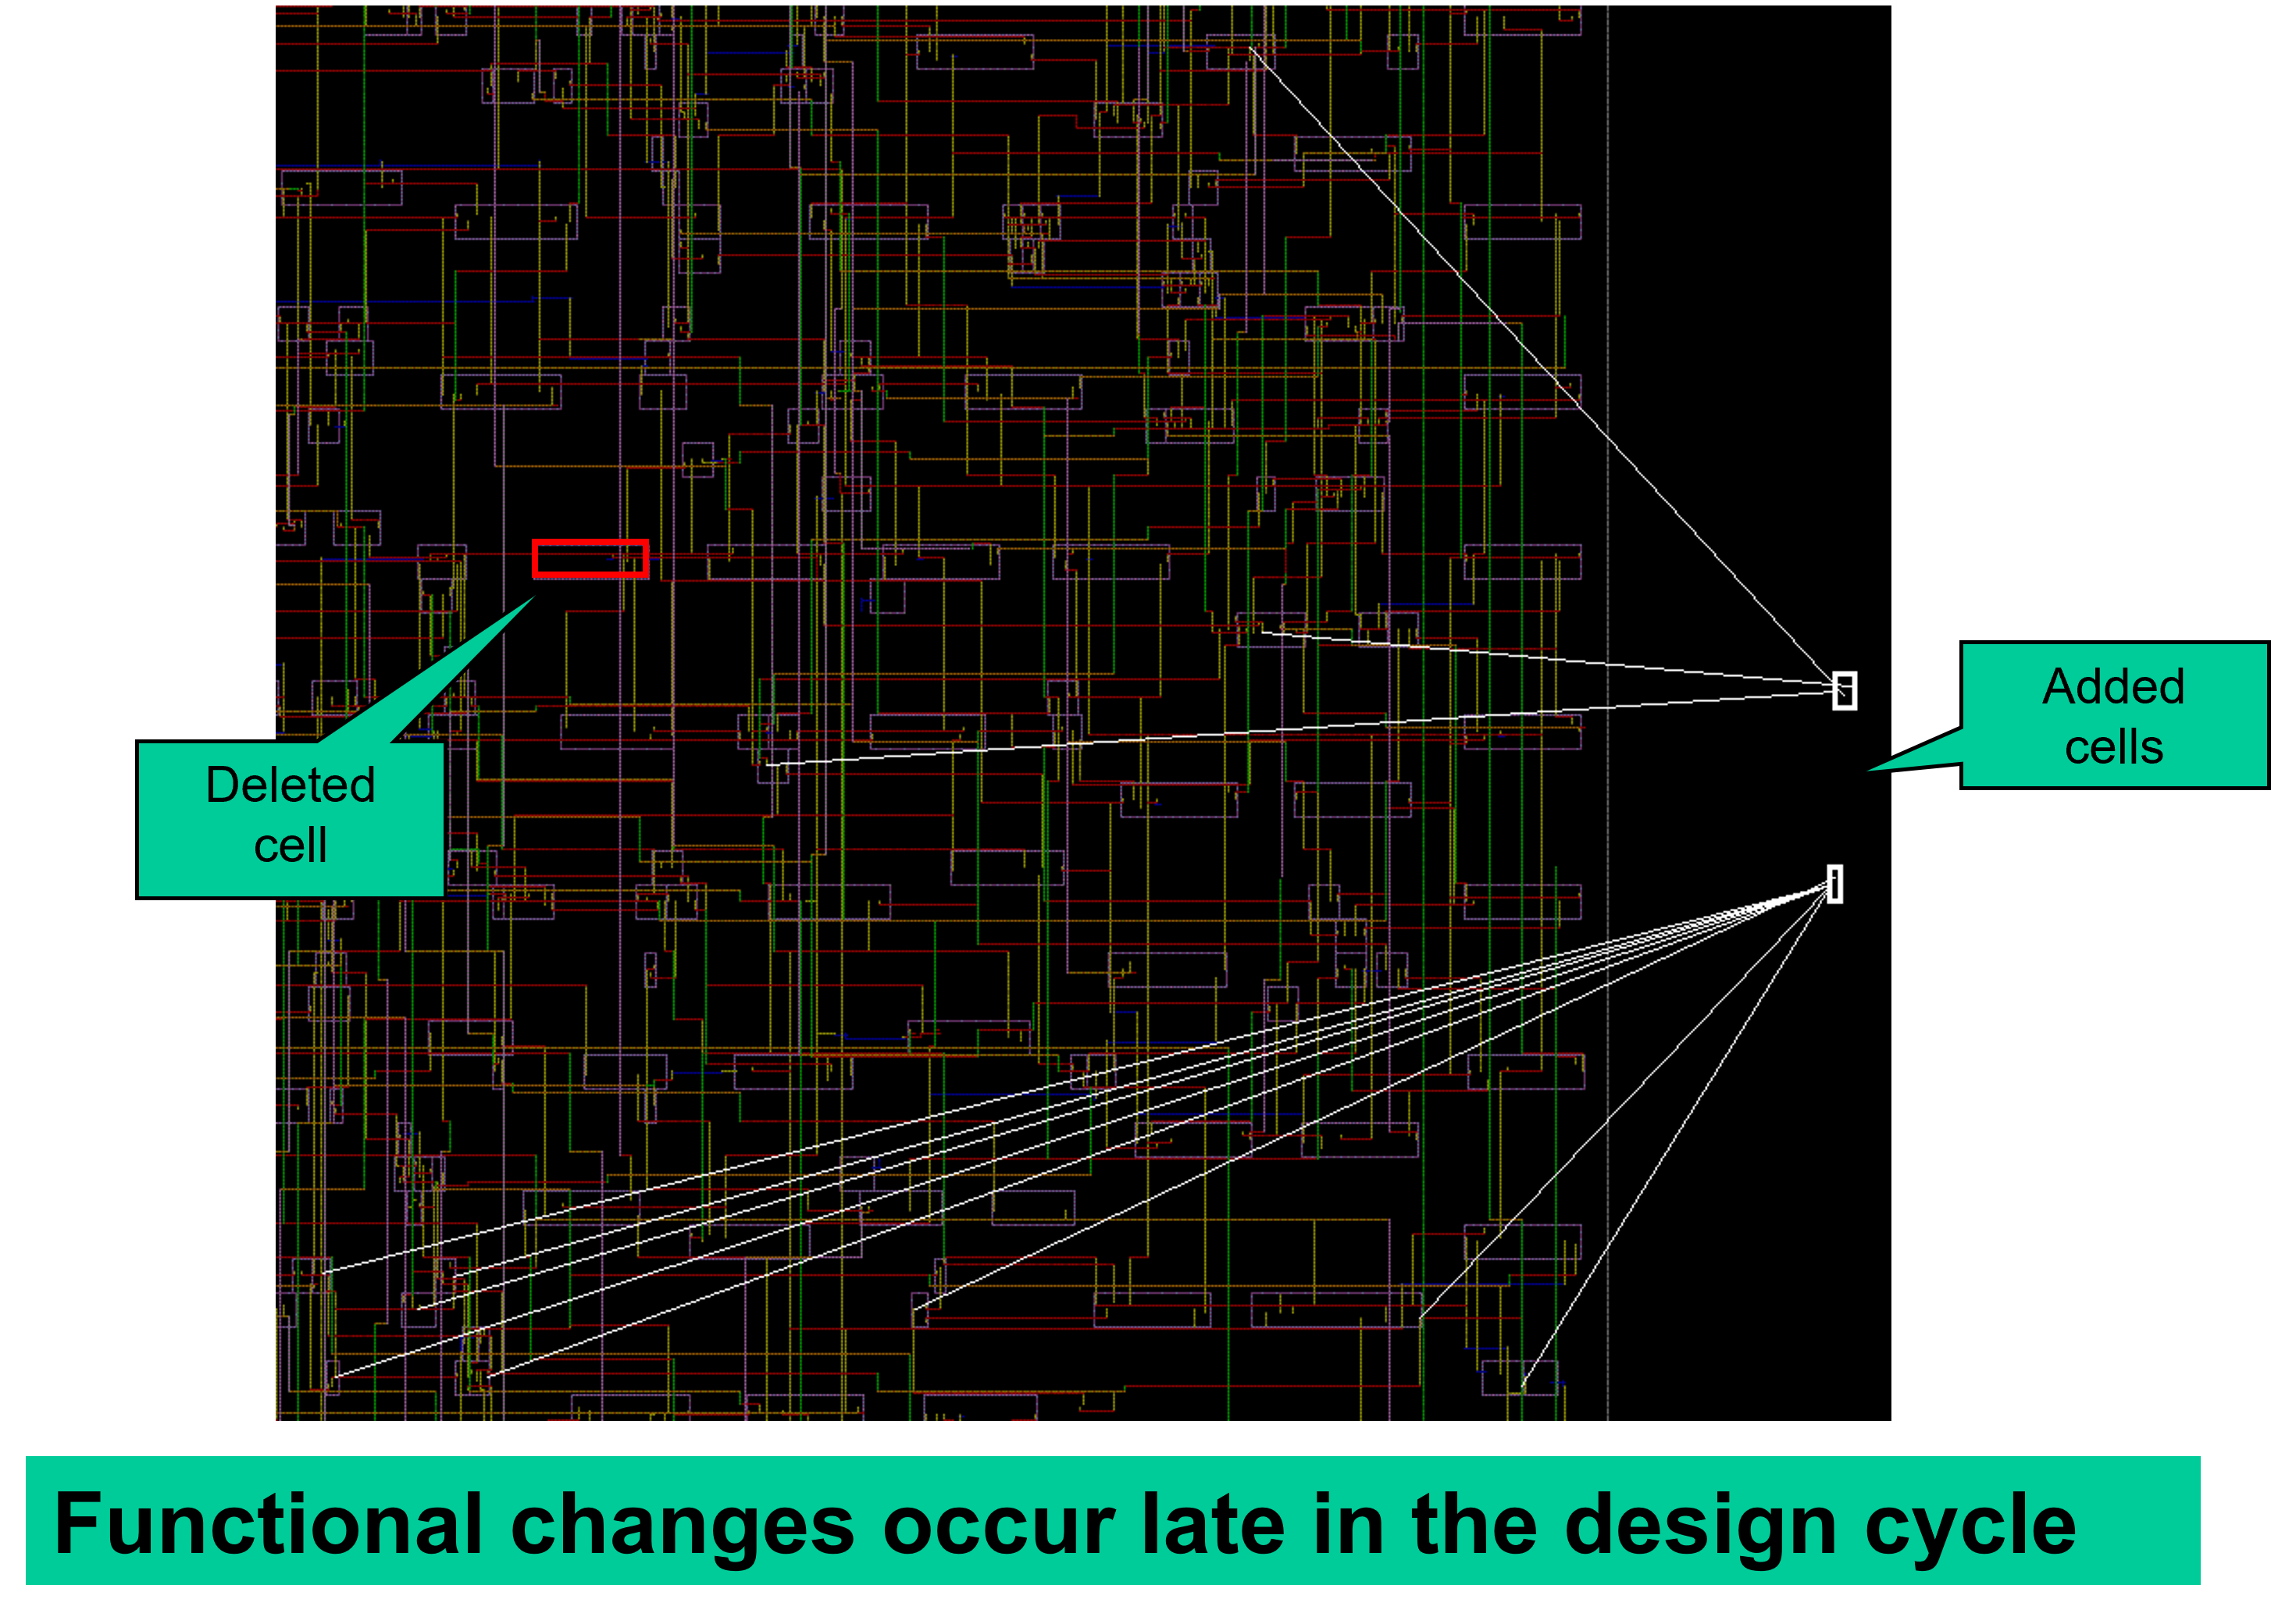 Added
cells
Deleted
cell
Functional changes occur late in the design cycle